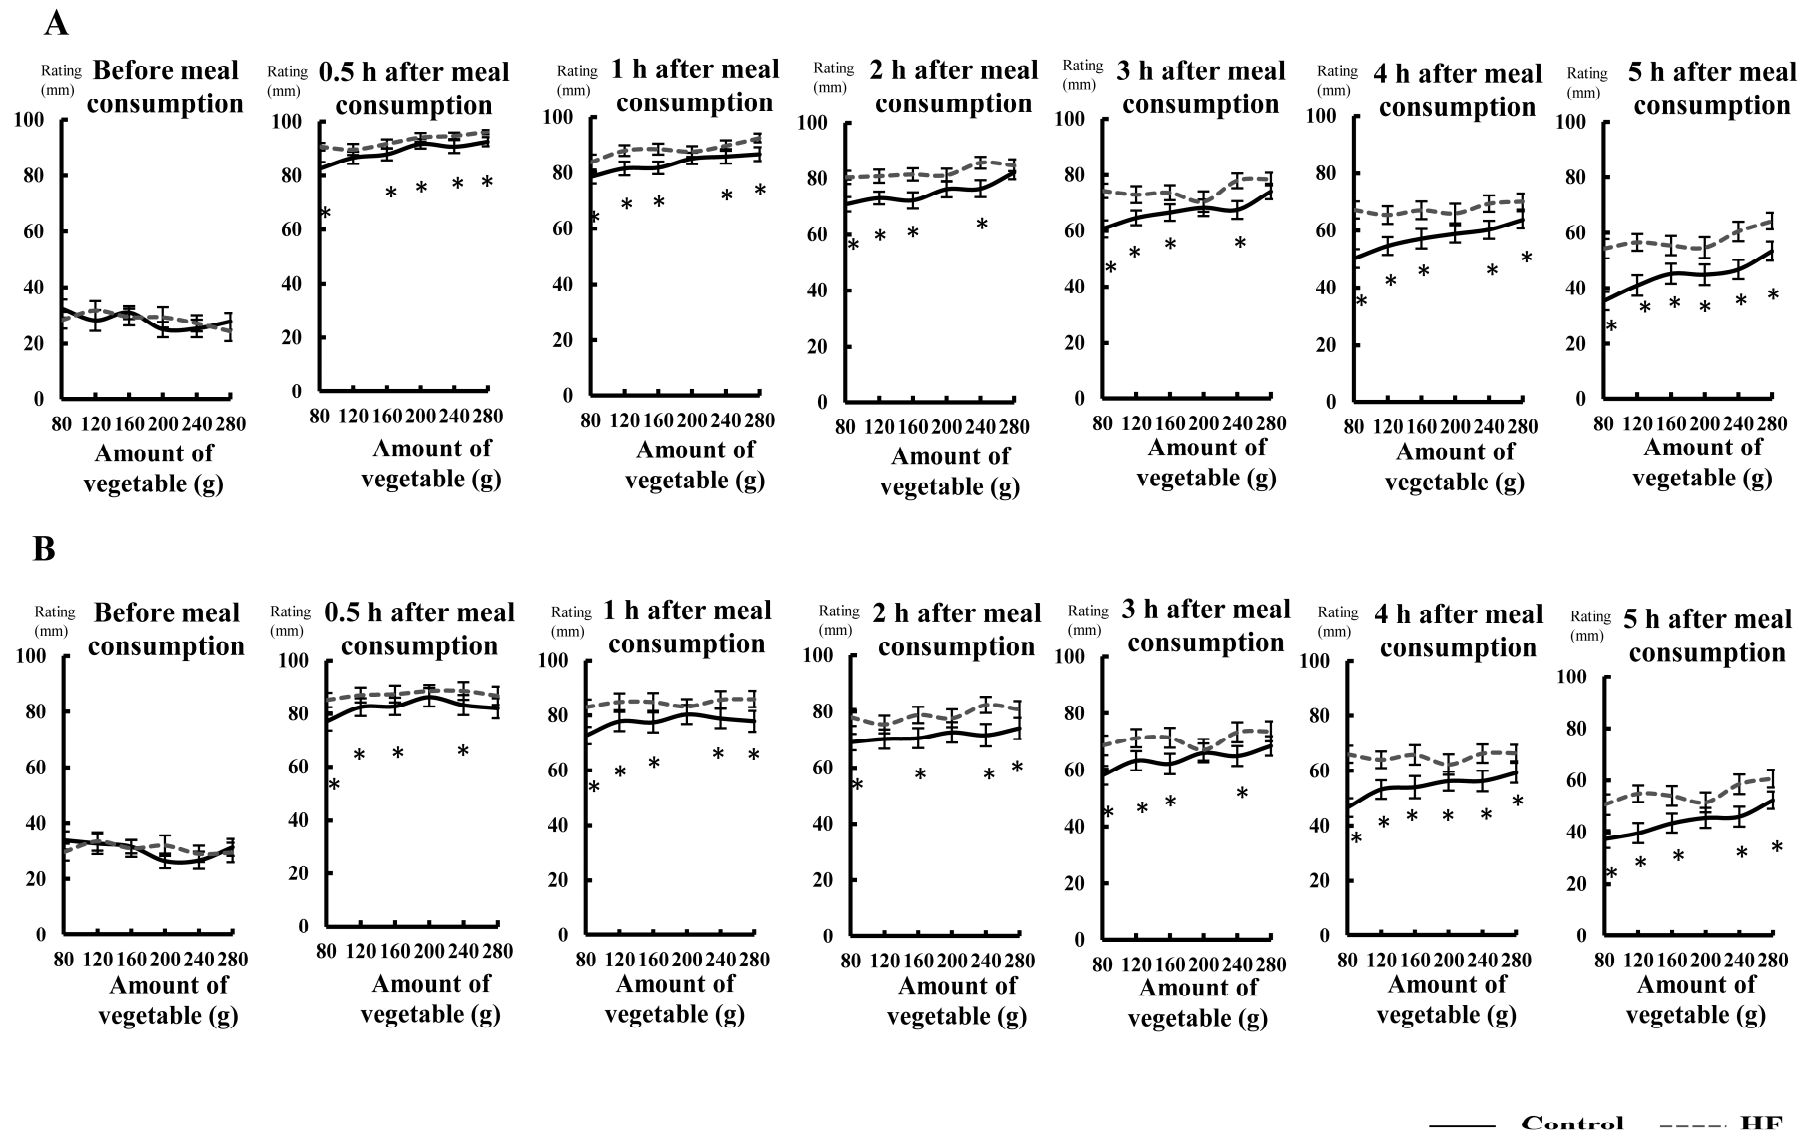 A
Rating
(mm)
Before meal
consumption
100
80
60
40
20
0
80 120 160 200 240 280
Amount of
vegetable (g)
Rating
(mm)
0.5 h after meal
consumption
100
80
60
40
20
0
*
*
*
*
*
80 120 160 200 240 280
Amount of
vegetable (g)
Rating
(mm)
1 h after meal
consumption
100
80
60
40
20
0
*
*
*
*
*
80 120 160 200 240 280
Amount of
vegetable (g)
Rating
(mm)
2 h after meal
consumption
100
80
60
40
20
0
*
*
*
*
80 120 160 200 240 280
Amount of
vegetable (g)
Rating
(mm)
3 h after meal
consumption
100
80
60
40
20
0
*
*
*
*
80 120 160 200 240 280
Amount of
vegetable (g)
Rating
(mm)
4 h after meal
consumption
100
80
60
40
20
0
*
*
*
*
*
80 120 160 200 240 280
Amount of
vegetable (g)
Rating
(mm)
5 h after meal
consumption
100
80
60
40
20
0
*
*
*
*
*
*
80 120 160 200 240 280
Amount of
vegetable (g)
B
Rating
(mm)
Before meal
consumption
100
80
60
40
20
0
80 120 160 200 240 280
Amount of
vegetable (g)
Rating
(mm)
0.5 h after meal
consumption
100
80
60
40
20
0
*
*
*
*
80 120 160 200 240 280
Amount of
vegetable (g)
Rating
(mm)
1 h after meal
consumption
100
80
60
40
20
0
*
*
*
*
*
80 120 160 200 240 280
Amount of
vegetable (g)
Rating
(mm)
2 h after meal
consumption
100
80
60
40
20
0
*
*
*
*
80 120 160 200 240 280
Amount of
vegetable (g)
Rating
(mm)
3 h after meal
consumption
100
80
60
40
20
0
*
*
*
*
80 120 160 200 240 280
Amount of
vegetable (g)
Rating
(mm)
4 h after meal
consumption
100
80
60
40
20
0
*
*
*
*
*
*
80 120 160 200 240 280
Amount of
vegetable (g)
Rating
(mm)
5 h after meal
consumption
100
80
60
40
20
0
*
*
*
*
*
80 120 160 200 240 280
Amount of
vegetable (g)
Control HF